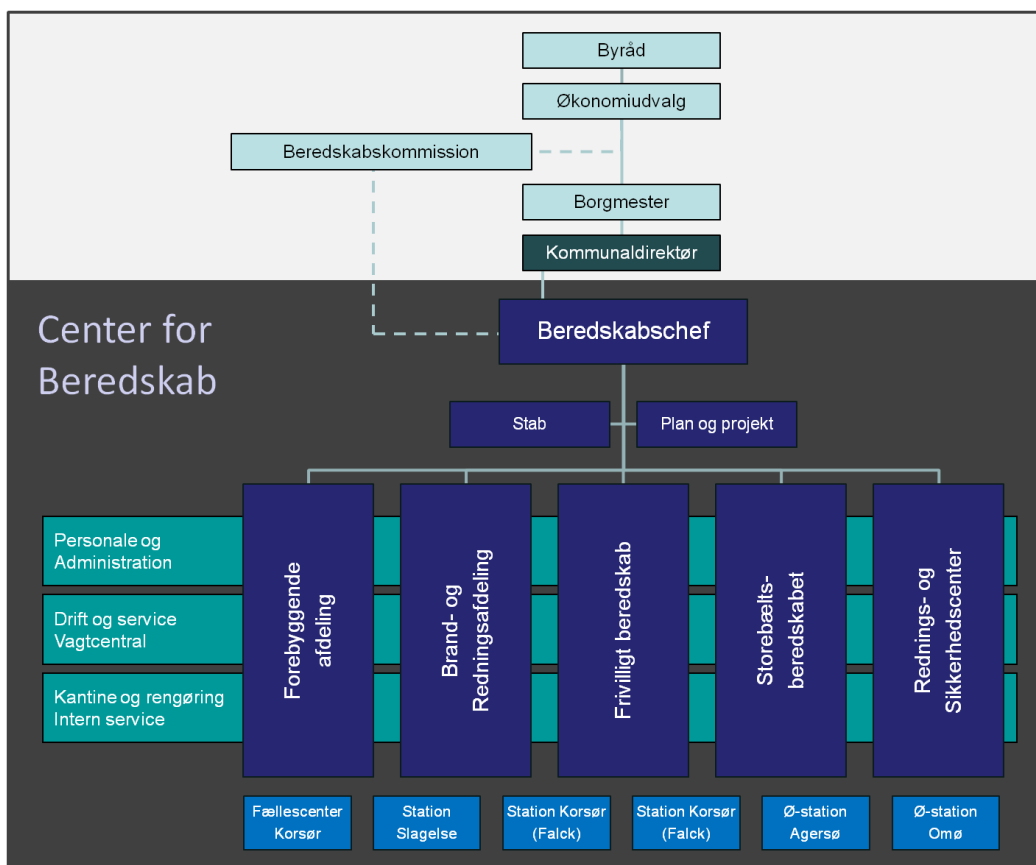 Byråd
Økonomiudvalg
Beredskabskommission
Borgmester
Kommunaldirektør
Center for
Beredskab
Beredskabschef
Stab
Plan og projekt
Personale og
Administration
Drift og service
Vagtcentral
Kantine og rengøring
Intern service
Forebyggende
afdeling
Brand- og
Redningsafdeling
Frivilligt beredskab
Storebælts-
beredskabet
Rednings- og
Sikkerhedscenter
Fællescenter
Korsør
Station
Slagelse
Station Korsør
(Falck)
Station Korsør
(Falck)
Ø-station
Agersø
Ø-station
Omø